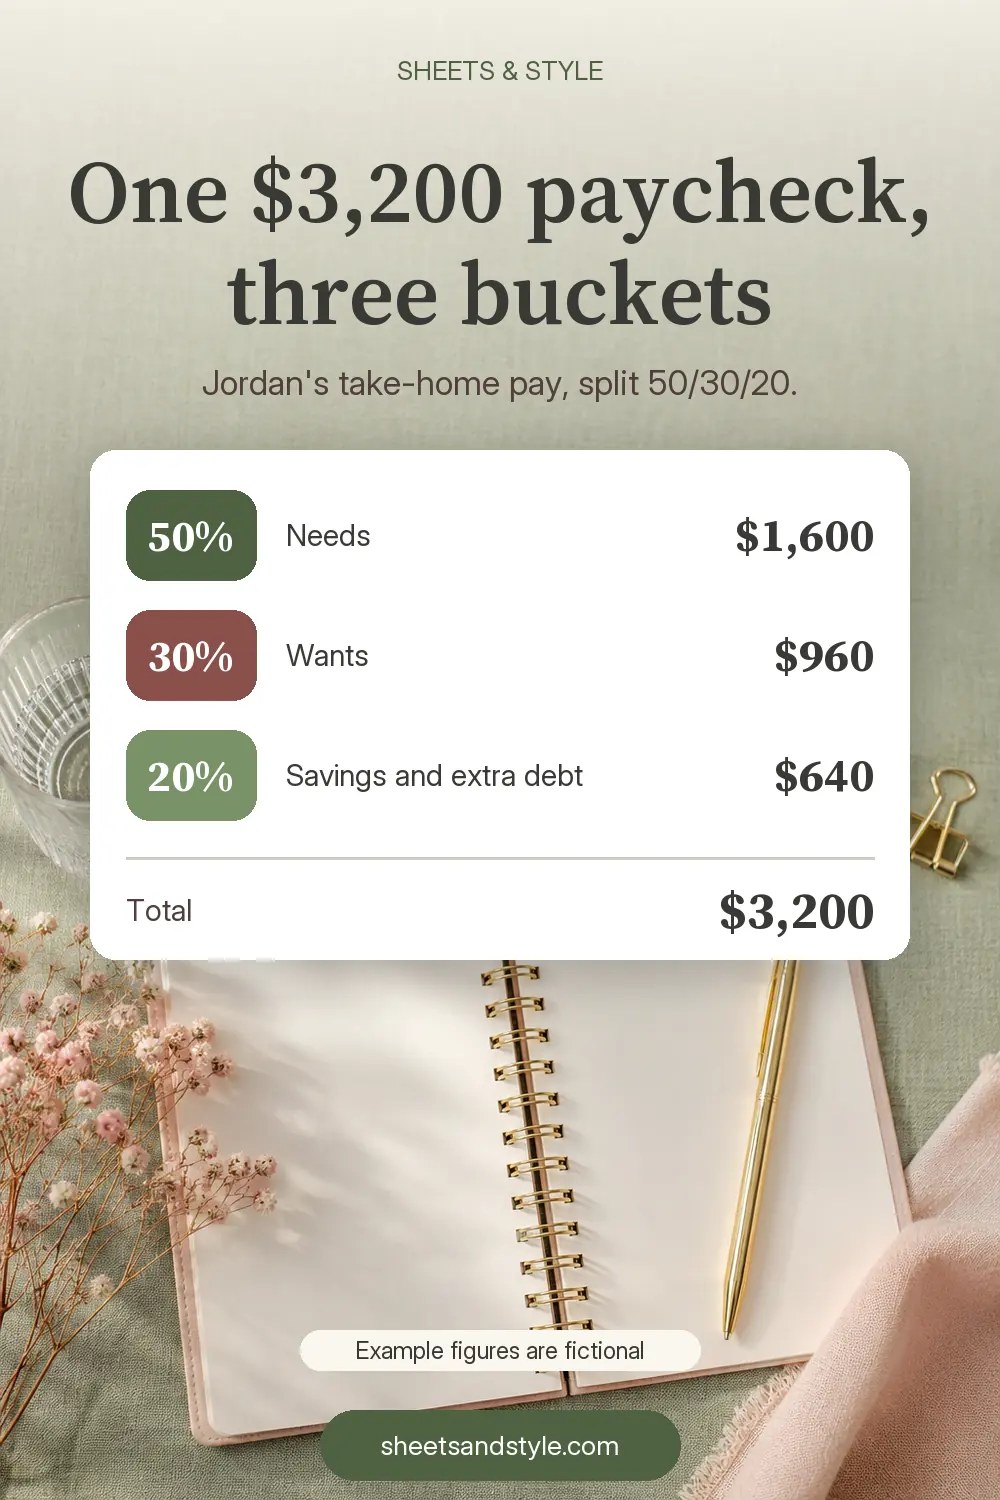 SHEETS & STYLE
One $3,200 paycheck,
three buckets
Jordan's take-home pay, split 50/30/20.
50% Needs $1,600
30% Wants $960
20% Savings and extra debt $640
Total $3,200
Example figures are fictional
sheetsandstyle.com